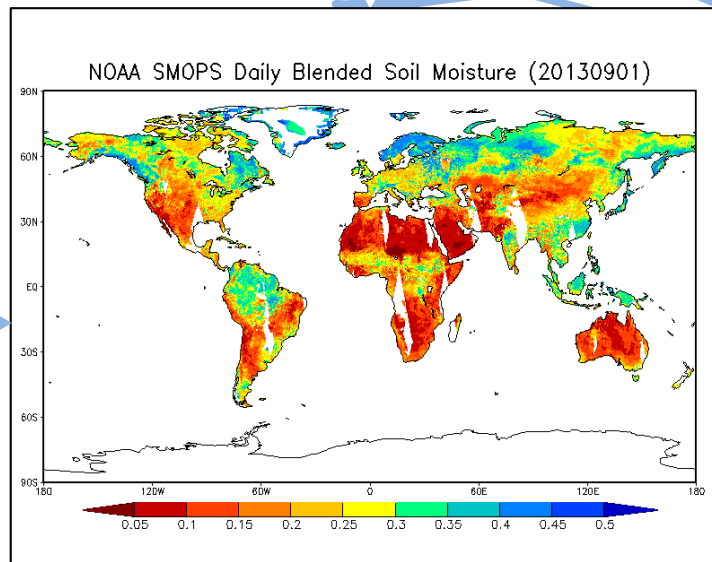 NOAA SMOPS Daily Blended Soil Moisture (20130901)
90N
60N
30N
EQ
30S
60S
90S
180 120W 60W 0 60E 120E 180
0.05 0.1 0.15 0.2 0.25 0.3 0.35 0.4 0.45 0.5